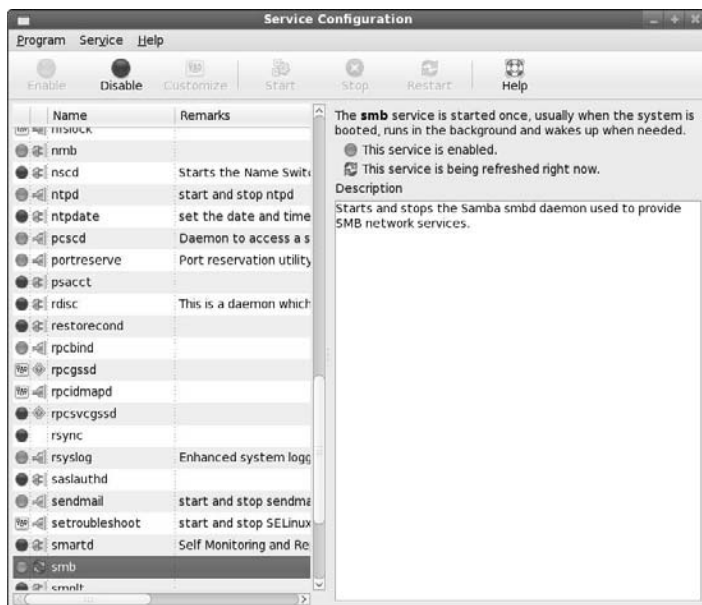 Service Configuration
Program Service Help
Enable Disable Customize Start Stop Restart Help
Name Remarks
nfslock
nmb
nscd Starts the Name Swit
ntpd start and stop ntpd
ntpdate set the date and time
pcscd Daemon to access a s
portreserve Port reservation utility
psacct
rdisc This is a daemon which
restorecond
rpcbind
rpcgssd
rpcidmapd
rpcsvcgssd
rsync
rsyslog Enhanced system logg
saslauthd
sendmail start and stop sendma
setroubleshoot start and stop SELinux
smartd Self Monitoring and Re
smb
smolt
The smb service is started once, usually when the system is
booted, runs in the background and wakes up when needed.
This service is enabled.
This service is being refreshed right now.
Description
Starts and stops the Samba smbd daemon used to provide
SMB network services.